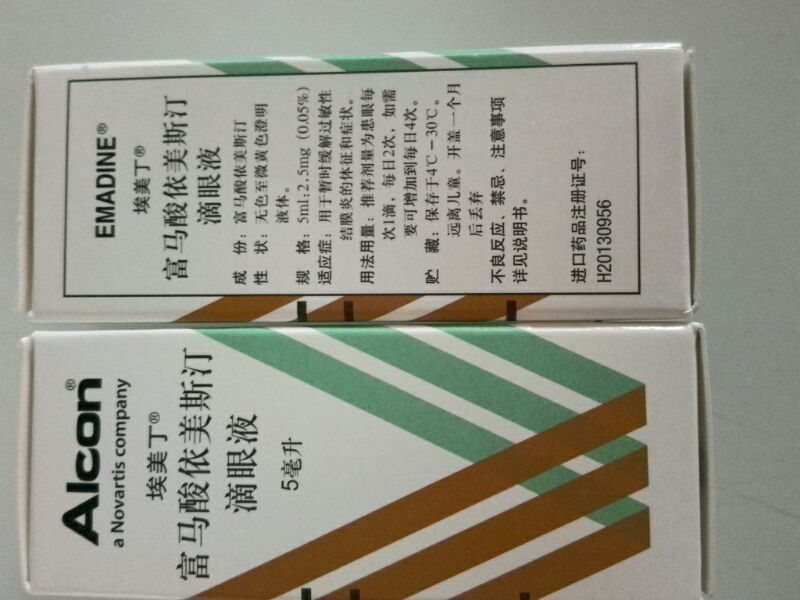 EMADINE®
埃美丁®
富马酸依美斯汀
滴眼液
成 份：富马酸依美斯汀
性 状：无色至微黄色澄明
液体。
规 格：5ml:2.5mg (0.05%)
适应症：用于暂时缓解过敏性
结膜炎的体征和症状。
用法用量：推荐剂量为患眼每
次1滴，每日2次，如需
要可增加到每日4次。
贮 藏：保存于4℃－30℃。
远离儿童。开盖一个月
后丢弃
不良反应、禁忌、注意事项
详见说明书。
进口药品注册证号：
H20130956
Alcon®
a Novartis company
埃美丁®
富马酸依美斯汀
滴眼液
5毫升